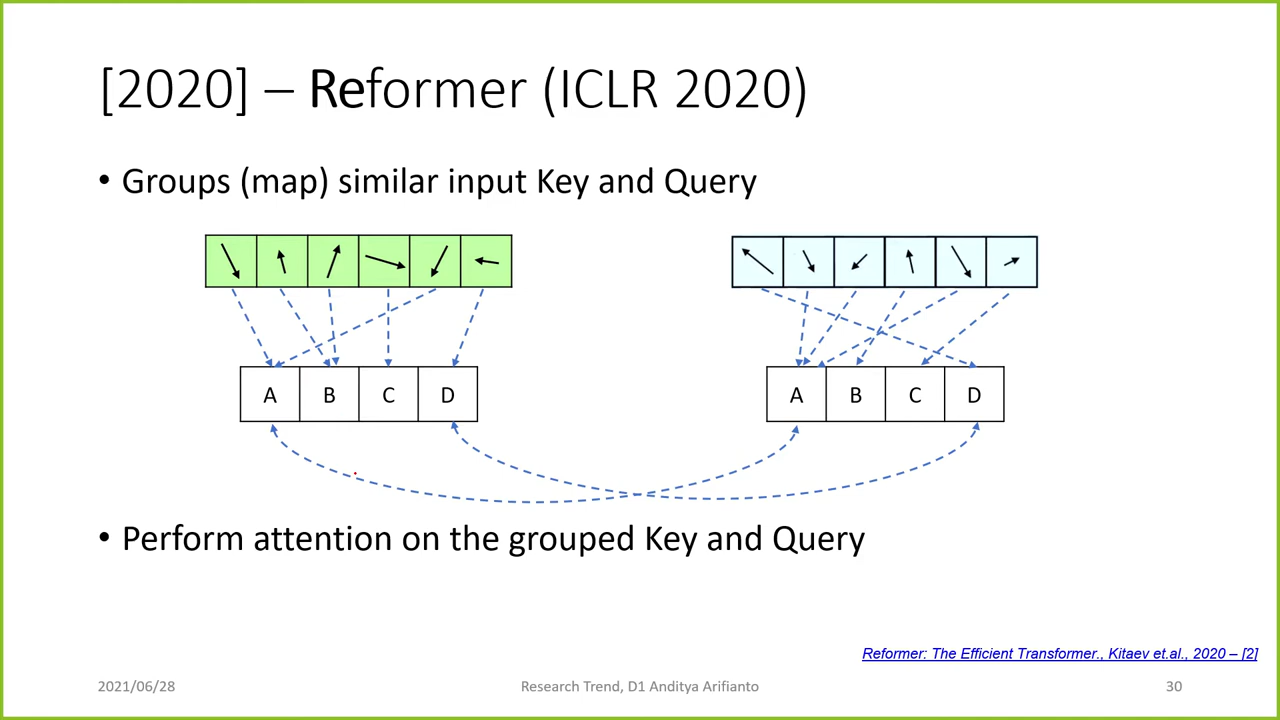 [2020] – Reformer (ICLR 2020)
• Groups (map) similar input Key and Query
A B C D A B C D
• Perform attention on the grouped Key and Query
Reformer: The Efficient Transformer., Kitaev et.al., 2020 – [2]
2021/06/28 Research Trend, D1 Anditya Arifianto 30